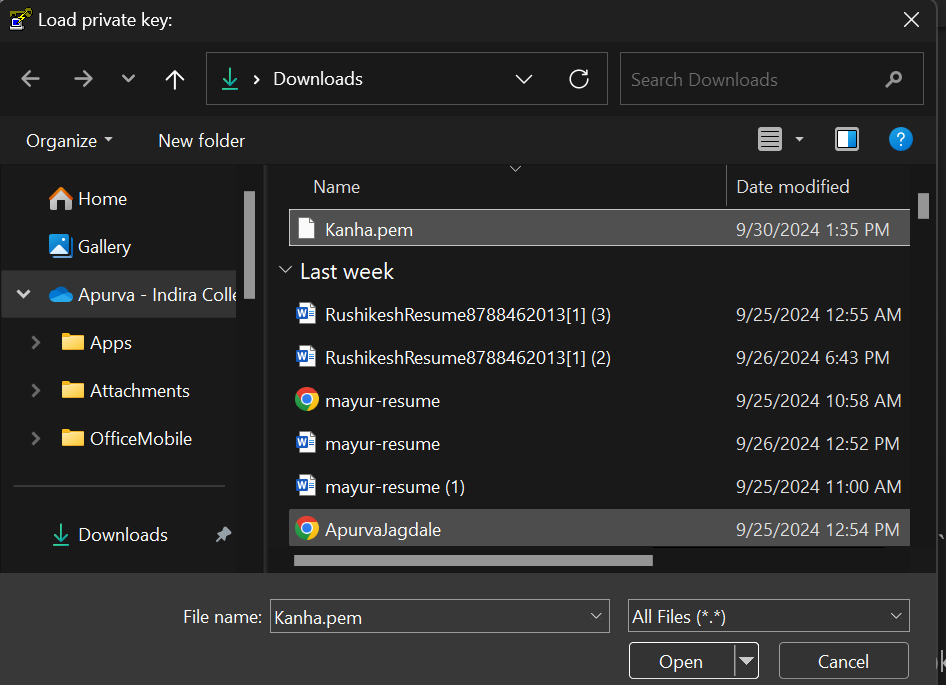 Load private key:
Downloads
Search Downloads
Organize
New folder
Home
Gallery
Apurva - Indira Colle
Apps
Attachments
OfficeMobile
Downloads
Name Date modified
Kanha.pem 9/30/2024 1:35 PM
Last week
RushikeshResume8788462013[1] (3) 9/25/2024 12:55 AM
RushikeshResume8788462013[1] (2) 9/26/2024 6:43 PM
mayur-resume 9/25/2024 10:58 AM
mayur-resume 9/26/2024 12:52 PM
mayur-resume (1) 9/25/2024 11:00 AM
ApurvaJagdale 9/25/2024 12:54 PM
File name: Kanha.pem All Files (*.*)
Open Cancel